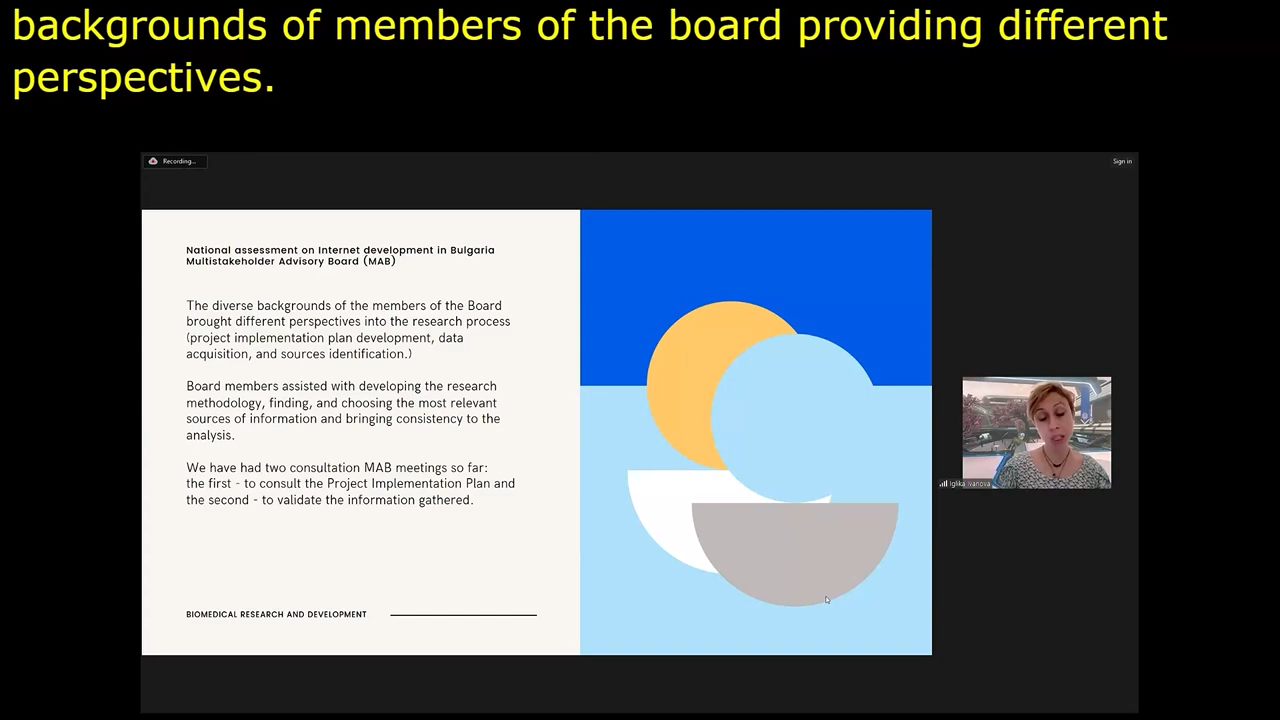 backgrounds of members of the board providing different
perspectives.
Recording...
Sign in
National assessment on Internet development in Bulgaria
Multistakeholder Advisory Board (MAB)
The diverse backgrounds of the members of the Board
brought different perspectives into the research process
(project implementation plan development, data
acquisition, and sources identification.)
Board members assisted with developing the research
methodology, finding, and choosing the most relevant
sources of information and bringing consistency to the
analysis.
We have had two consultation MAB meetings so far:
the first - to consult the Project Implementation Plan and
the second - to validate the information gathered.
Iglika Ivanova
BIOMEDICAL RESEARCH AND DEVELOPMENT